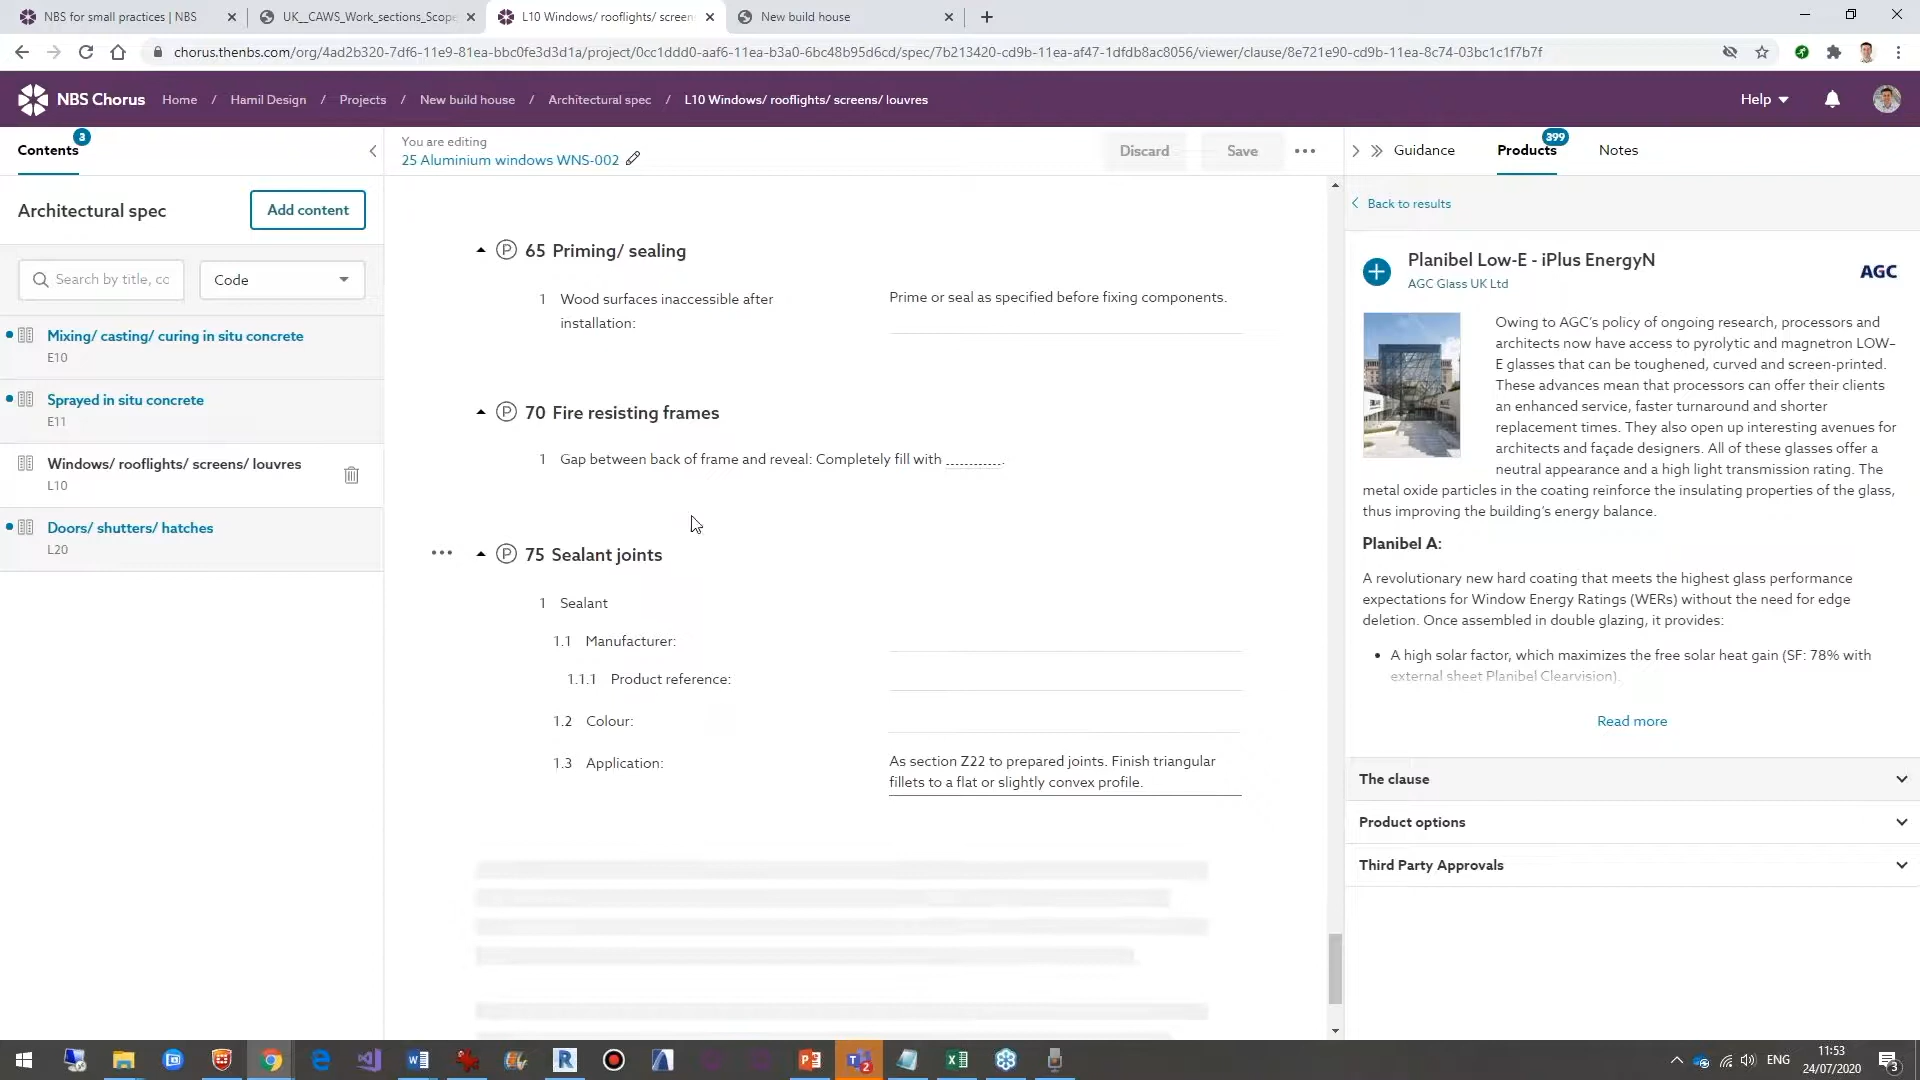 NBS for small practices | NBS
UK__CAWS_Work_sections_Scope
L10 Windows/ rooflights/ screen
New build house
chorus.thenbs.com/org/4ad2b320-7df6-11e9-81ea-bbc0fe3d3d1a/project/0cc1ddd0-aaf6-11ea-b3a0-6bc48b95d6cd/spec/7b213420-cd9b-11ea-af47-1dfdb8ac8056/viewer/clause/8e721e90-cd9b-11ea-8c74-03bc1c1f7b7f
NBS Chorus Home / Hamil Design / Projects / New build house / Architectural spec / L10 Windows/ rooflights/ screens/ louvres
Help
Contents
3
Architectural spec
Add content
Search by title, cc
Code
Mixing/ casting/ curing in situ concrete
E10
Sprayed in situ concrete
E11
Windows/ rooflights/ screens/ louvres
L10
Doors/ shutters/ hatches
L20
You are editing
25 Aluminium windows WNS-002
Discard
Save
P 65 Priming/ sealing
1 Wood surfaces inaccessible after
installation:
Prime or seal as specified before fixing components.
P 70 Fire resisting frames
1 Gap between back of frame and reveal: Completely fill with ............
P 75 Sealant joints
1 Sealant
1.1 Manufacturer:
1.1.1 Product reference:
1.2 Colour:
1.3 Application:
As section Z22 to prepared joints. Finish triangular
fillets to a flat or slightly convex profile.
Guidance
Products
399
Notes
Back to results
Planibel Low-E - iPlus EnergyN
AGC Glass UK Ltd
AGC
Owing to AGC's policy of ongoing research, processors and
architects now have access to pyrolytic and magnetron LOW-
E glasses that can be toughened, curved and screen-printed.
These advances mean that processors can offer their clients
an enhanced service, faster turnaround and shorter
replacement times. They also open up interesting avenues for
architects and façade designers. All of these glasses offer a
neutral appearance and a high light transmission rating. The
metal oxide particles in the coating reinforce the insulating properties of the glass,
thus improving the building's energy balance.
Planibel A:
A revolutionary new hard coating that meets the highest glass performance
expectations for Window Energy Ratings (WERs) without the need for edge
deletion. Once assembled in double glazing, it provides:
• A high solar factor, which maximizes the free solar heat gain (SF: 78% with
external sheet Planibel Clearvision).
Read more
The clause
Product options
Third Party Approvals
ENG
11:53
24/07/2020
3